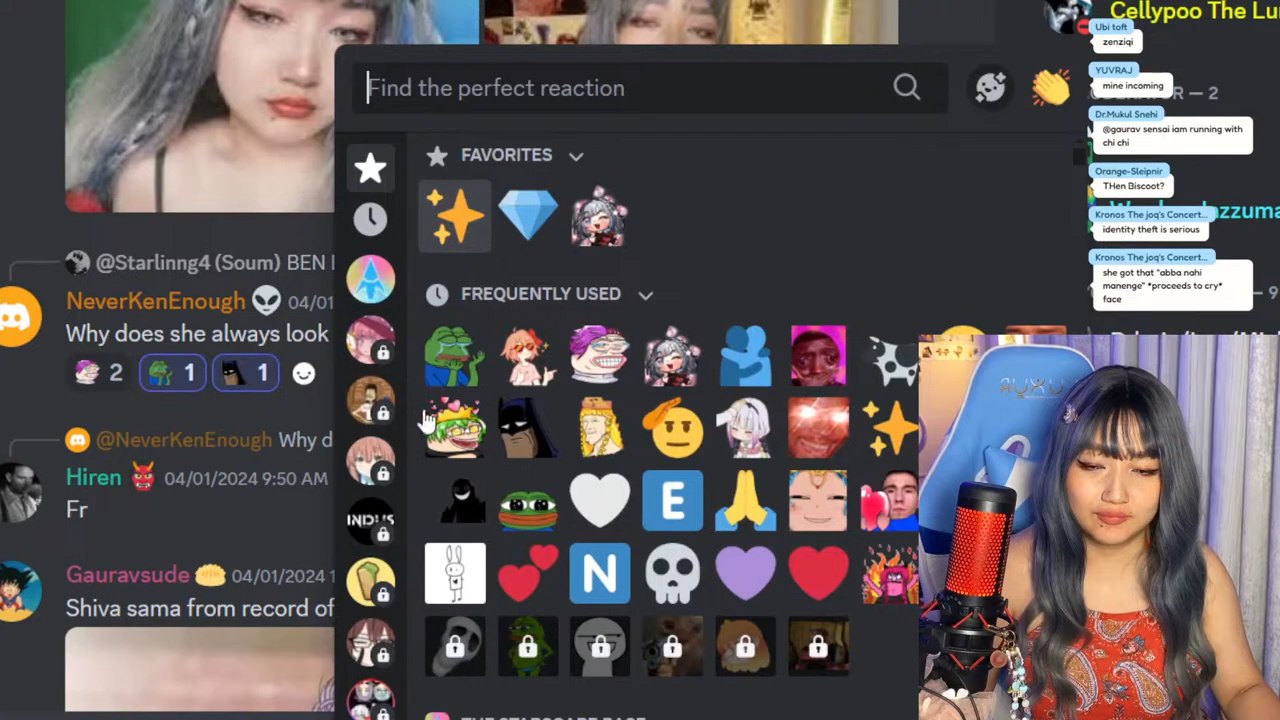 Cellypoo The Lu
Ubi toft
zenziqi
YUVRAJ
mine incoming
— 2
Dr.Mukul Snehi
@gaurav sensai iam running with
chi chi
Orange-Sleipnir
THen Biscoot?
azzuma
Kronos The joq's Concert...
identity theft is serious
Kronos The joq's Concert...
she got that "abba nahi
manenge" *proceeds to cry*
face
— 9
Find the perfect reaction
FAVORITES
FREQUENTLY USED
E
N
INDUS
@Starlinng4 (Soum) BEN
NeverKenEnough 04/01
Why does she always look
2
1
1
@NeverKenEnough Why d
Hiren 04/01/2024 9:50 AM
Fr
Gauravsude 04/01/2024 1
Shiva sama from record of